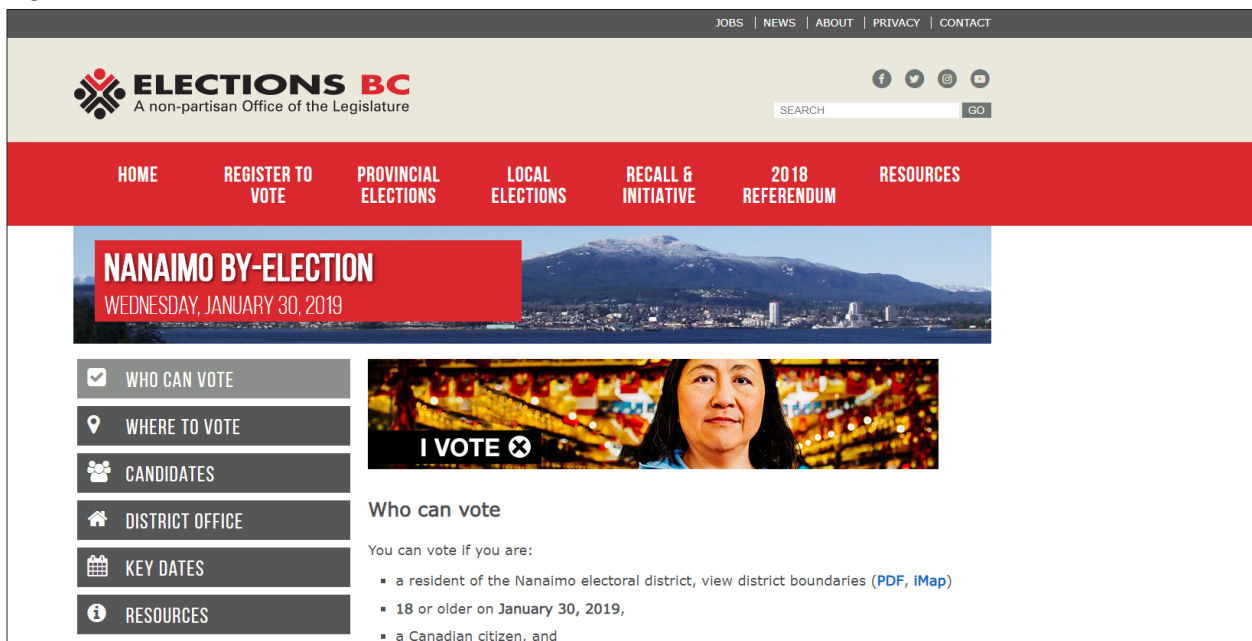 JOBS | NEWS | ABOUT | PRIVACY | CONTACT
ELECTIONS BC
A non-partisan Office of the Legislature
SEARCH GO
HOME
REGISTER TO
VOTE
PROVINCIAL
ELECTIONS
LOCAL
ELECTIONS
RECALL &
INITIATIVE
2018
REFERENDUM
RESOURCES
NANAIMO BY-ELECTION
WEDNESDAY, JANUARY 30, 2019
WHO CAN VOTE
WHERE TO VOTE
CANDIDATES
DISTRICT OFFICE
KEY DATES
RESOURCES
I VOTE
Who can vote
You can vote if you are:
▪ a resident of the Nanaimo electoral district, view district boundaries (PDF, iMap)
▪ 18 or older on January 30, 2019,
▪ a Canadian citizen, and